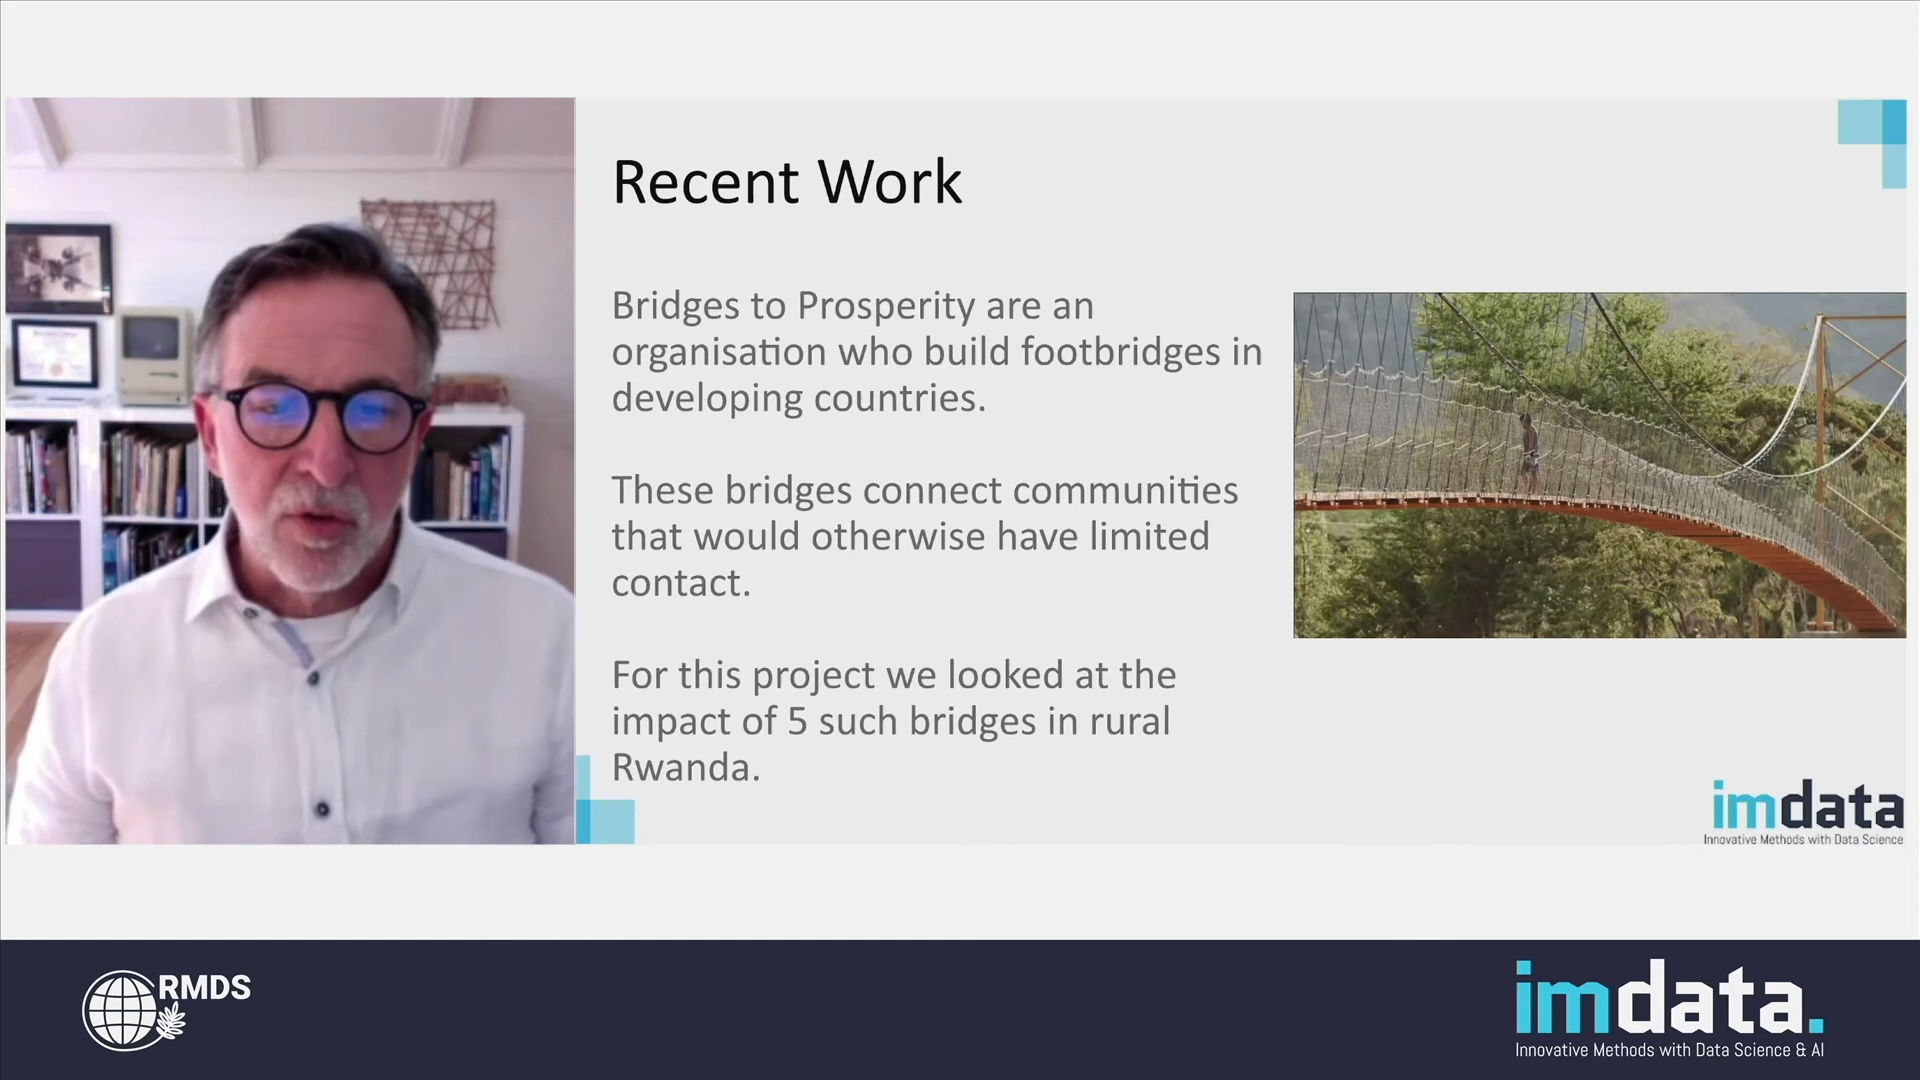 Recent Work
Bridges to Prosperity are an
organisation who build footbridges in
developing countries.
These bridges connect communities
that would otherwise have limited
contact.
For this project we looked at the
impact of 5 such bridges in rural
Rwanda.
imdata
Innovative Methods with Data Science
RMDS
imdata.
Innovative Methods with Data Science & AI